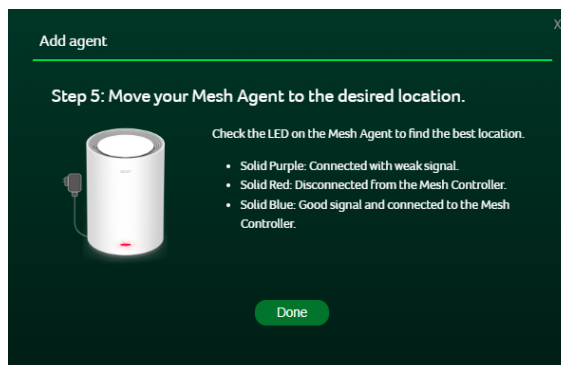 X
Add agent
Step 5: Move your Mesh Agent to the desired location.
Check the LED on the Mesh Agent to find the best location.
• Solid Purple: Connected with weak signal.
• Solid Red: Disconnected from the Mesh Controller.
• Solid Blue: Good signal and connected to the Mesh
Controller.
Done